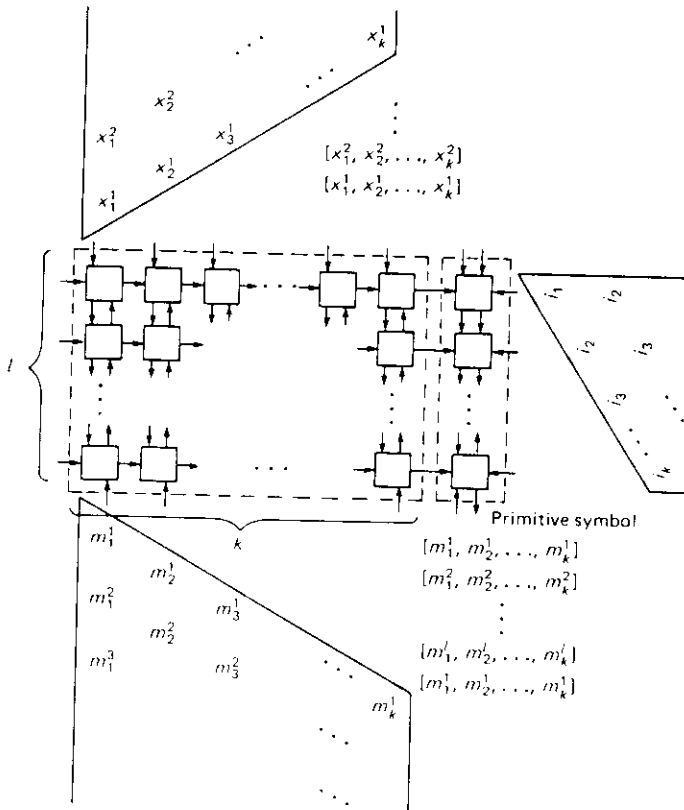 x_k^1
. . .
. . .
x_2^2
x_1^2
x_3^1
x_2^1
x_1^1
[x_1^2, x_2^2, . . . , x_k^2]
[x_1^1, x_2^1, . . . , x_k^1]
l
i_1 i_2
i_2 i_3
i_3
i_k
k
Primitive symbol
m_1^1
m_2^1
m_1^2
m_3^1
m_2^2
m_1^3
m_3^2
m_k^1
[m_1^1, m_2^1, . . . , m_k^1]
[m_1^2, m_2^2, . . . , m_k^2]
[m_1^l, m_2^l, . . . , m_k^l]
[m_1^1, m_2^1, . . . , m_k^1]